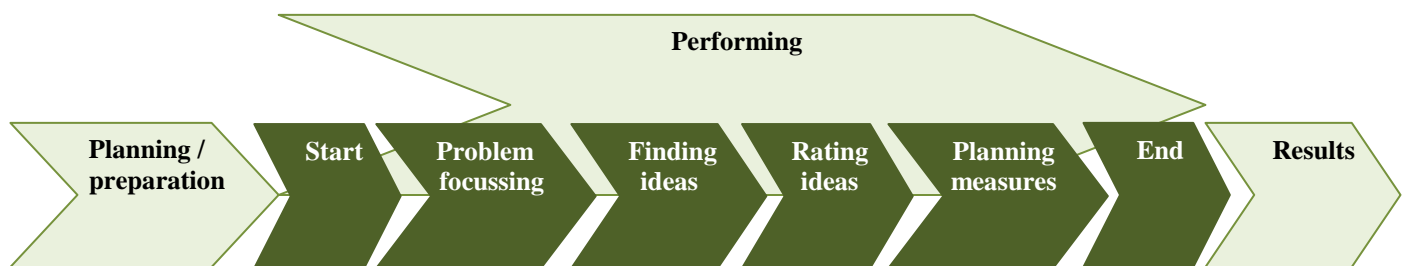 Performing
Planning /
preparation
Start
Problem
focussing
Finding
ideas
Rating
ideas
Planning
measures
End
Results